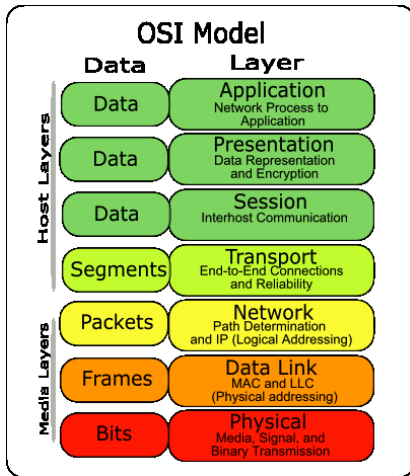 OSI Model
Data Layer
Host Layers
Data
Application
Network Process to
Application
Data
Presentation
Data Representation
and Encryption
Data
Session
Interhost Communication
Segments
Transport
End-to-End Connections
and Reliability
Media Layers
Packets
Network
Path Determination
and IP (Logical Addressing)
Frames
Data Link
MAC and LLC
(Physical addressing)
Bits
Physical
Media, Signal, and
Binary Transmission